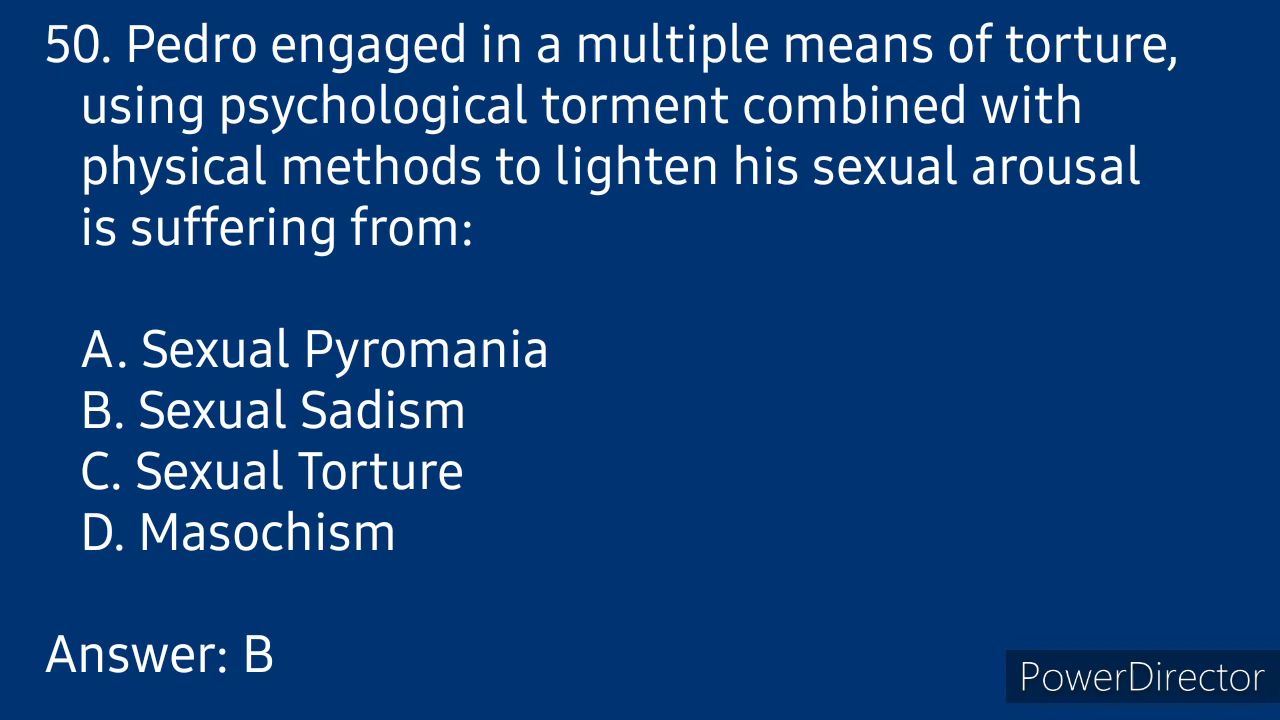 50. Pedro engaged in a multiple means of torture,
using psychological torment combined with
physical methods to lighten his sexual arousal
is suffering from:
A. Sexual Pyromania
B. Sexual Sadism
C. Sexual Torture
D. Masochism
Answer: B
PowerDirector